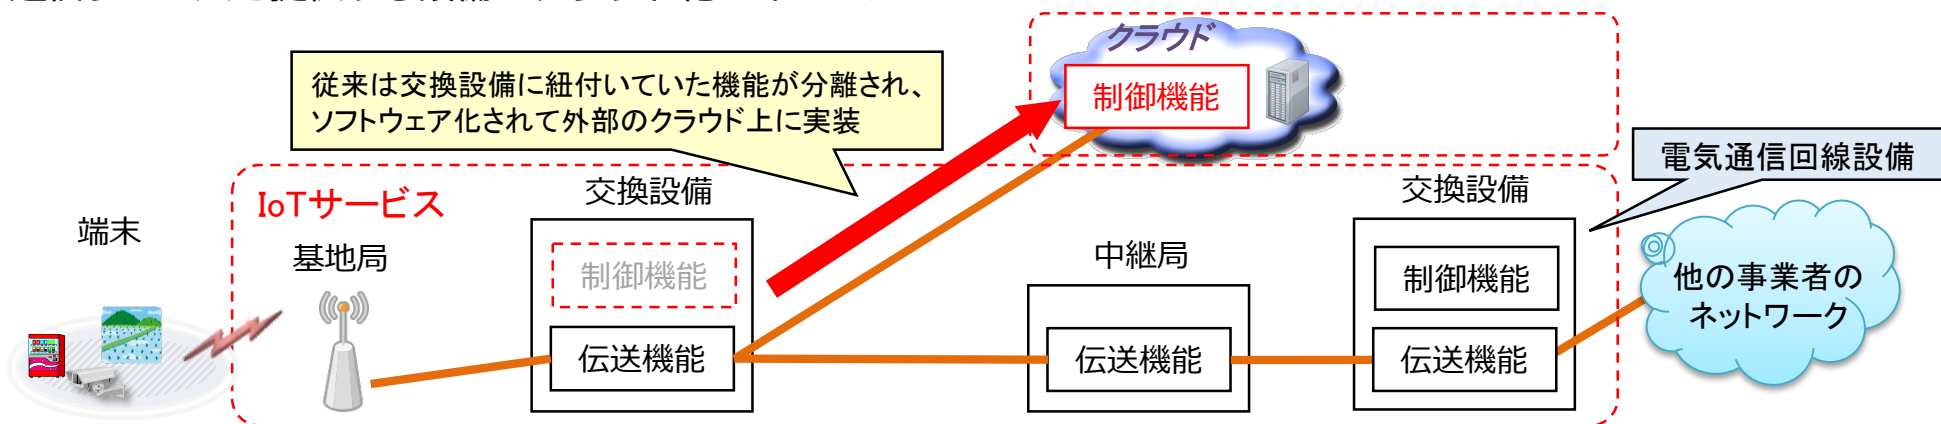 クラウド
従来は交換設備に紐付いていた機能が分離され、
ソフトウェア化されて外部のクラウド上に実装
制御機能
電気通信回線設備
IoTサービス
交換設備
交換設備
端末
基地局
中継局
制御機能
制御機能
他の事業者の
ネットワーク
伝送機能
伝送機能
伝送機能